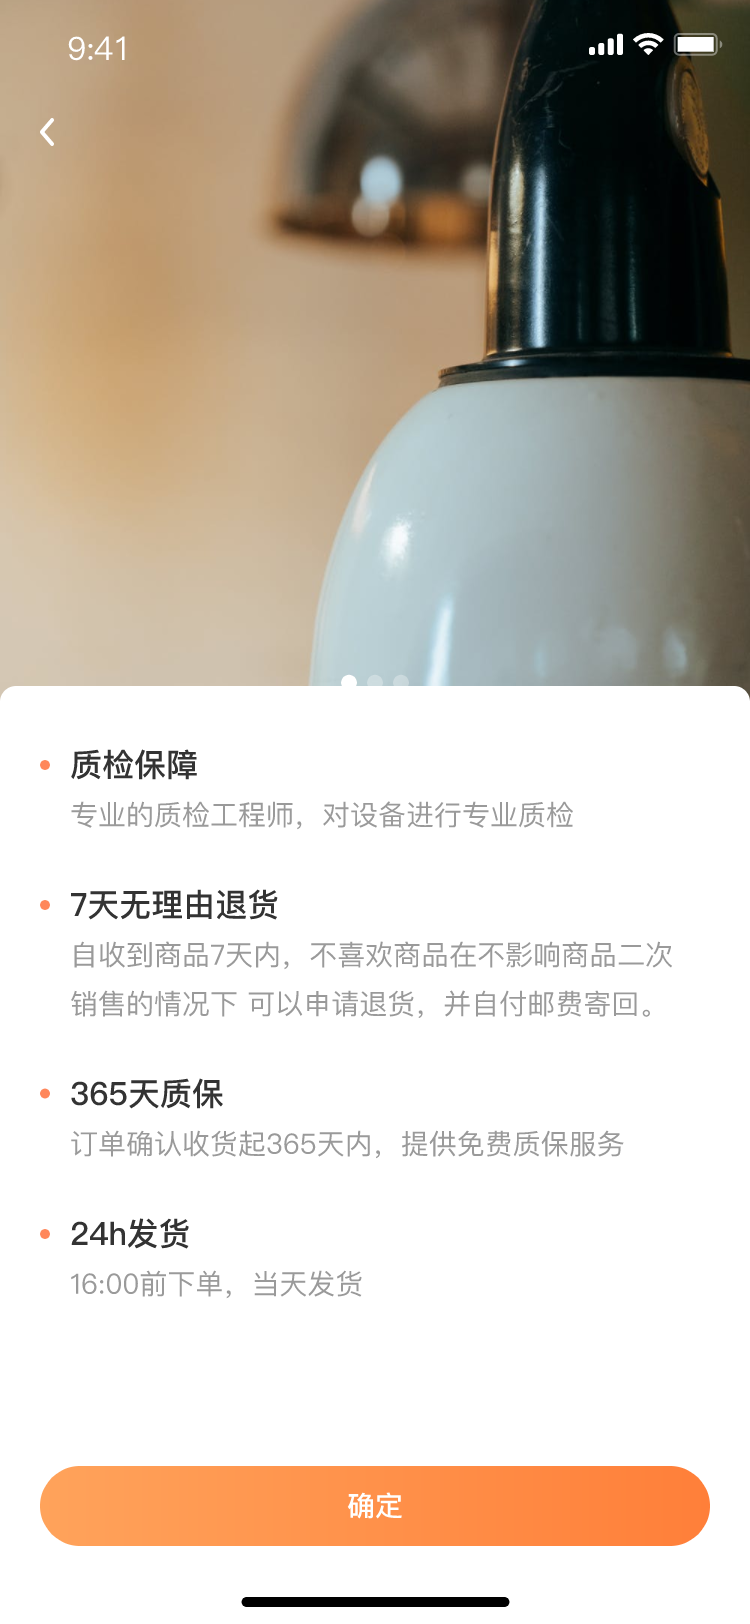 9:41
质检保障
专业的质检工程师，对设备进行专业质检
7天无理由退货
自收到商品7天内，不喜欢商品在不影响商品二次
销售的情况下 可以申请退货，并自付邮费寄回。
365天质保
订单确认收货起365天内，提供免费质保服务
24h发货
16:00前下单，当天发货
确定